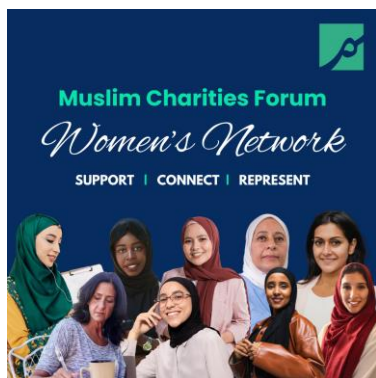 Muslim Charities Forum
Women's Network
SUPPORT | CONNECT | REPRESENT